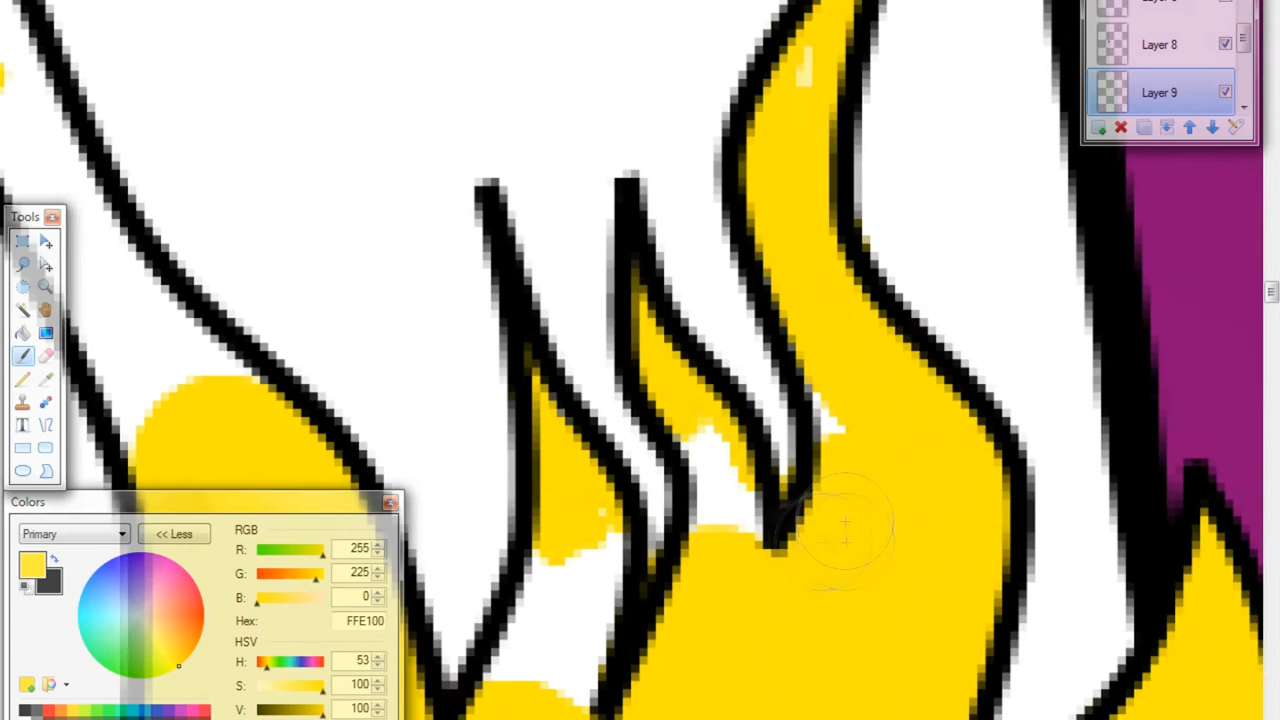 Layer 8
Layer 9
Tools
T
Colors
Primary
<< Less
RGB
R: 255
G: 225
B: 0
Hex: FFE100
HSV
H: 53
S: 100
V: 100